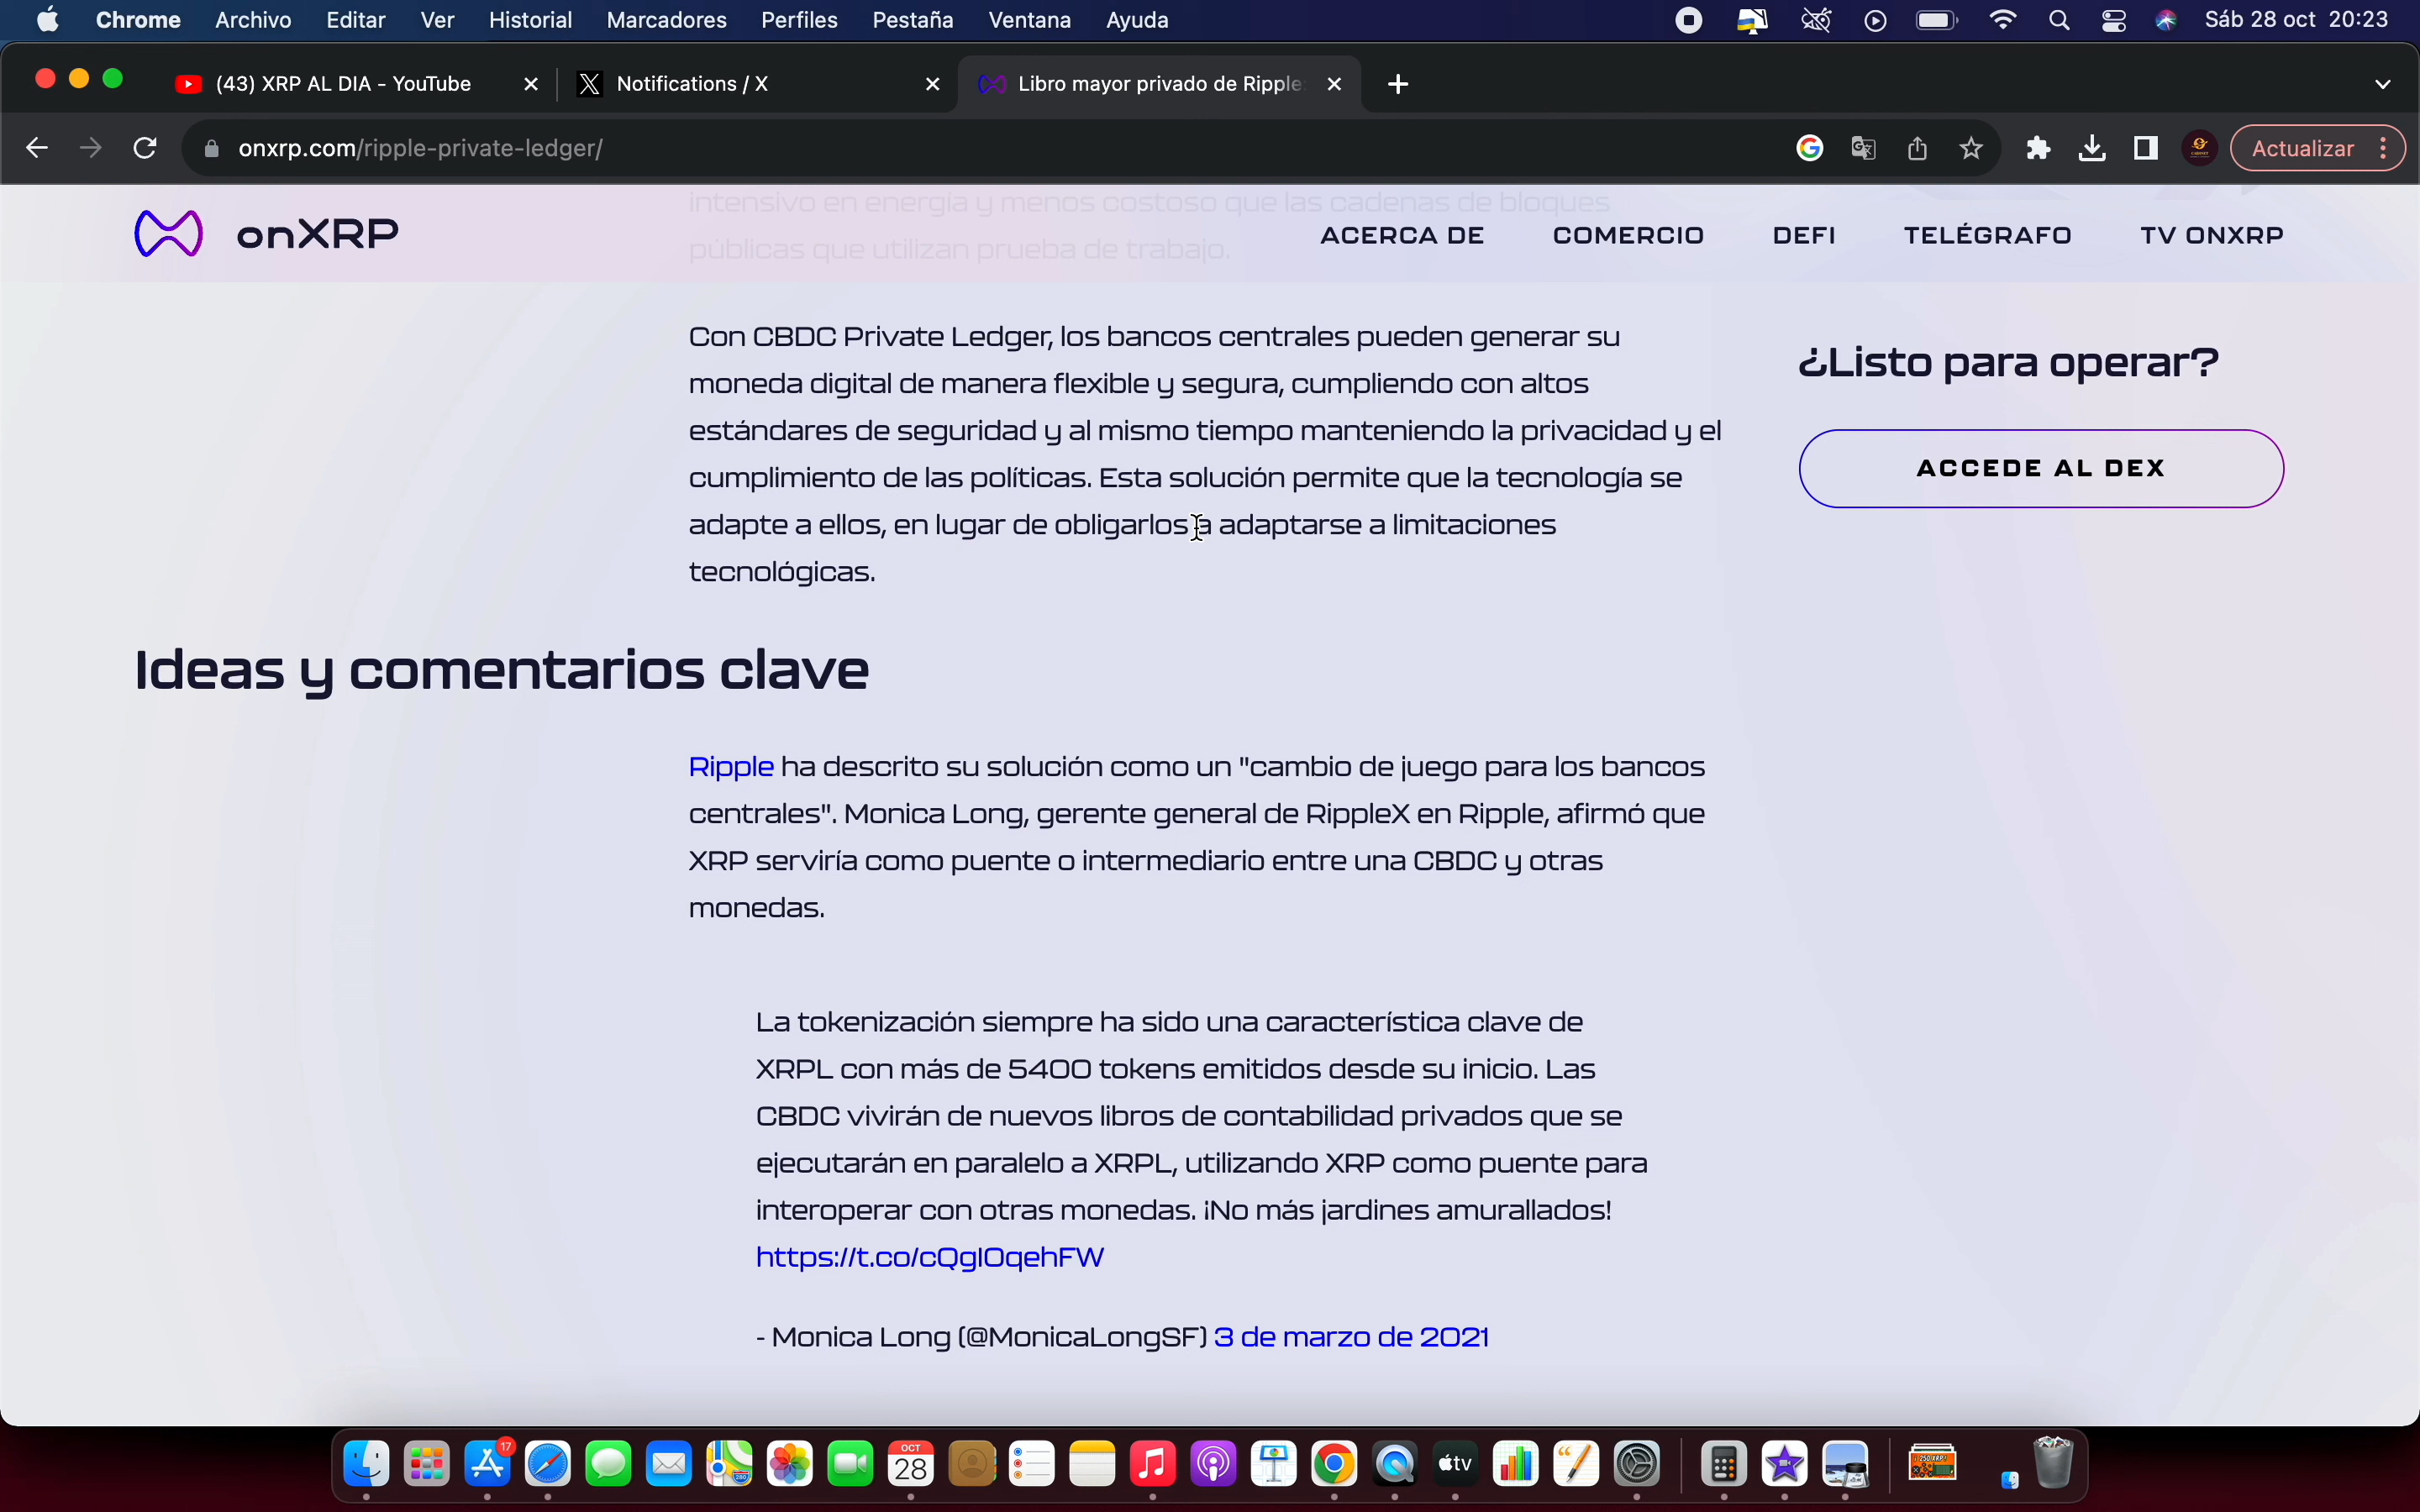 Chrome Archivo Editar Ver Historial Marcadores Perfiles Pestaña Ventana Ayuda Sáb 28 oct 20:23
(43) XRP AL DIA - YouTube Notifications / X Libro mayor privado de Ripple
onxrp.com/ripple-private-ledger/ Actualizar
intensivo en energía y menos costoso que las cadenas de bloques
públicas que utilizan prueba de trabajo.
onXRP ACERCA DE COMERCIO DEFI TELÉGRAFO TV ONXRP
Con CBDC Private Ledger, los bancos centrales pueden generar su
moneda digital de manera flexible y segura, cumpliendo con altos
estándares de seguridad y al mismo tiempo manteniendo la privacidad y el
cumplimiento de las políticas. Esta solución permite que la tecnología se
adapte a ellos, en lugar de obligarlos a adaptarse a limitaciones
tecnológicas.
¿Listo para operar?
ACCEDE AL DEX
Ideas y comentarios clave
Ripple ha descrito su solución como un "cambio de juego para los bancos
centrales". Monica Long, gerente general de RippleX en Ripple, afirmó que
XRP serviría como puente o intermediario entre una CBDC y otras
monedas.
La tokenización siempre ha sido una característica clave de
XRPL con más de 5400 tokens emitidos desde su inicio. Las
CBDC vivirán de nuevos libros de contabilidad privados que se
ejecutarán en paralelo a XRPL, utilizando XRP como puente para
interoperar con otras monedas. ¡No más jardines amurallados!
https://t.co/cQgIOqehFW
- Monica Long (@MonicaLongSF) 3 de marzo de 2021
17
OCT
28
tv